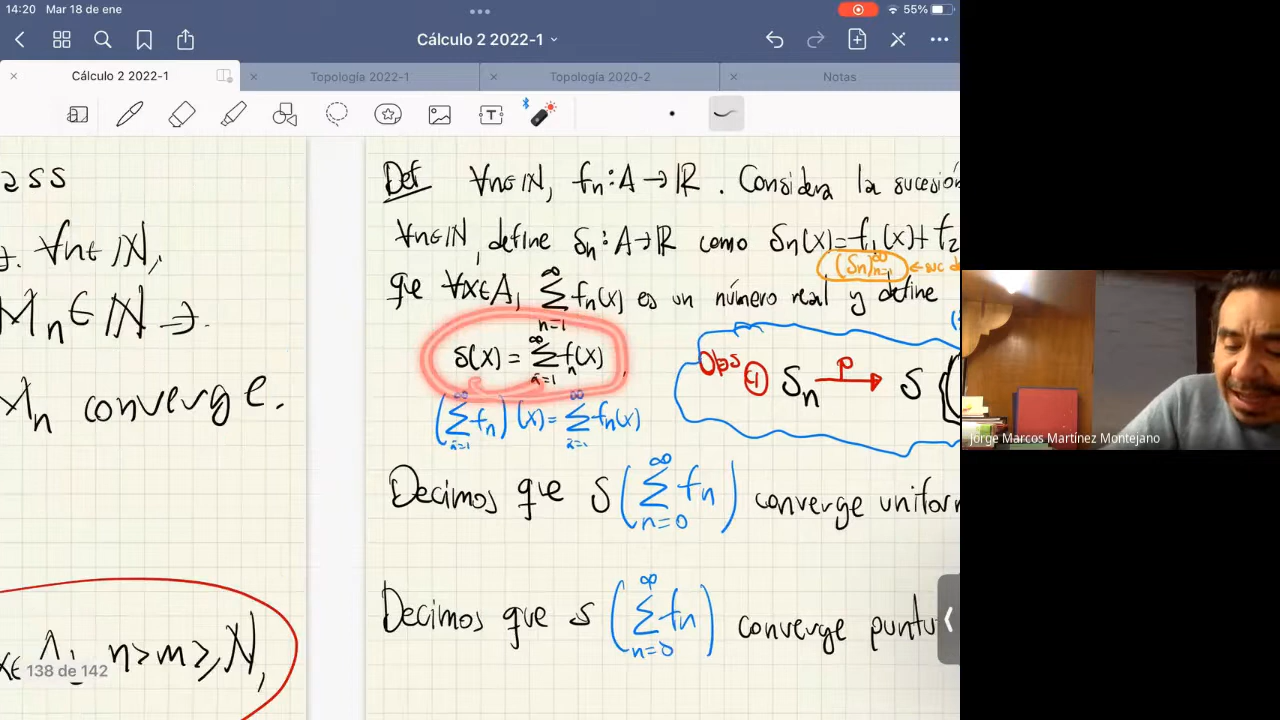 14:20 Mar 18 de ene
55%
Cálculo 2 2022-1
Cálculo 2 2022-1
Topología 2022-1
Topología 2020-2
Notas
ass
∀n∈ℕ,
Mn∈ℕ ∋.
Mn converge.
n>m≥N,
138 de 142
Def ∀n∈ℕ, fn:A→ℝ. Considera la sucesión
∀n∈ℕ, define Sn:A→ℝ como Sn(x)=f1(x)+f2
(Sn)∞n=1 ← suc d
que ∀x∈A, ∑∞n=1 fn(x) es un número real y define
S(x) = ∑∞n=1 fn(x),
(∑∞n=1 fn)(x) = ∑∞n=1 fn(x)
Obs ① Sn →p S
Decimos que S (∑∞n=0 fn) converge uniform
Decimos que S (∑∞n=0 fn) converge puntu
Jorge Marcos Martínez Montejano